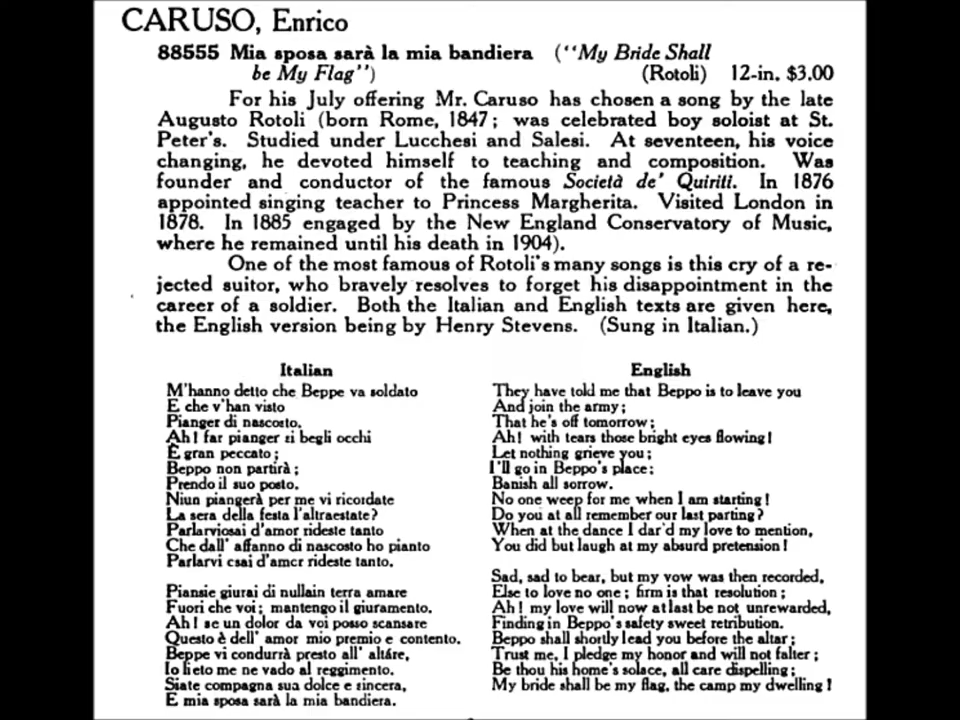 CARUSO, Enrico
88555 Mia sposa sarà la mia bandiera ("My Bride Shall
be My Flag") (Rotoli) 12-in. $3.00
For his July offering Mr. Caruso has chosen a song by the late
Augusto Rotoli (born Rome, 1847; was celebrated boy soloist at St.
Peter's. Studied under Lucchesi and Salesi. At seventeen, his voice
changing, he devoted himself to teaching and composition. Was
founder and conductor of the famous Società de' Quiriti. In 1876
appointed singing teacher to Princess Margherita. Visited London in
1878. In 1885 engaged by the New England Conservatory of Music,
where he remained until his death in 1904).
One of the most famous of Rotoli's many songs is this cry of a re-
jected suitor, who bravely resolves to forget his disappointment in the
career of a soldier. Both the Italian and English texts are given here,
the English version being by Henry Stevens. (Sung in Italian.)
Italian
M'hanno detto che Beppe va soldato
E che v'han visto
Pianger di nascosto.
Ah! far pianger si begli occhi
È gran peccato;
Beppo non partirà;
Prendo il suo posto.
Niun piangerà per me vi ricordate
La sera della festa l'altraestate?
Parlarviosai d'amor rideste tanto
Che dall' affanno di nascosto ho pianto
Parlarvi csai d'amcr rideste tanto.
Piansie giurai di nullain terra amare
Fuori che voi; mantengo il giuramento.
Ah! se un dolor da voi posso scansare
Questo è dell' amor mio premio e contento.
Beppe vi condurrà presto all' altáre,
Io lieto me ne vado al reggimento.
Siate compagna sua dolce e sincera,
E mia sposa sarà la mia bandiera.
English
They have told me that Beppo is to leave you
And join the army;
That he's off tomorrow;
Ah! with tears those bright eyes flowing!
Let nothing grieve you;
I'll go in Beppo's place;
Banish all sorrow.
No one weep for me when I am starting!
Do you at all remember our last parting?
When at the dance I dar'd my love to mention,
You did but laugh at my absurd pretension!
Sad, sad to bear, but my vow was then recorded,
Else to love no one; firm is that resolution;
Ah! my love will now at last be not unrewarded,
Finding in Beppo's safety sweet retribution.
Beppo shall shortly lead you before the altar;
Trust me, I pledge my honor and will not falter;
Be thou his home's solace, all care dispelling;
My bride shall be my flag, the camp my dwelling!